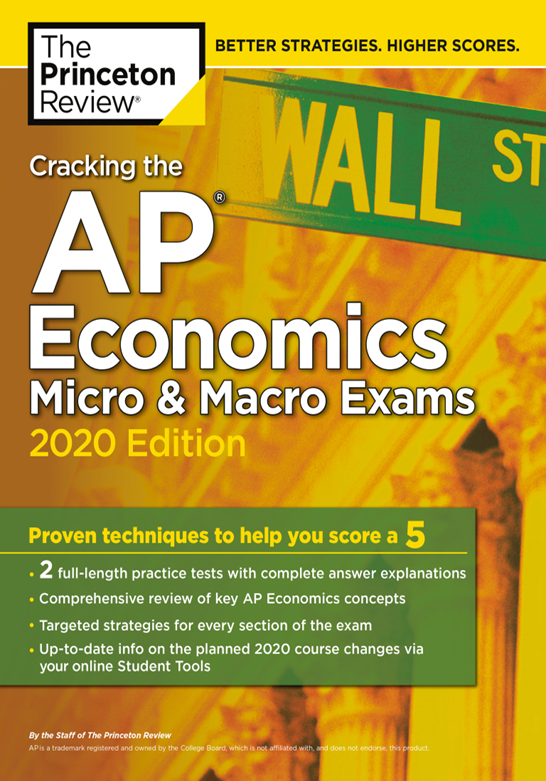 The
Princeton
Review®
BETTER STRATEGIES. HIGHER SCORES.
WALL ST
Cracking the
AP®
Economics
Micro & Macro Exams
2020 Edition
Proven techniques to help you score a 5
• 2 full-length practice tests with complete answer explanations
• Comprehensive review of key AP Economics concepts
• Targeted strategies for every section of the exam
• Up-to-date info on the planned 2020 course changes via
your online Student Tools
By the Staff of The Princeton Review
AP is a trademark registered and owned by the College Board, which is not affiliated with, and does not endorse, this product.